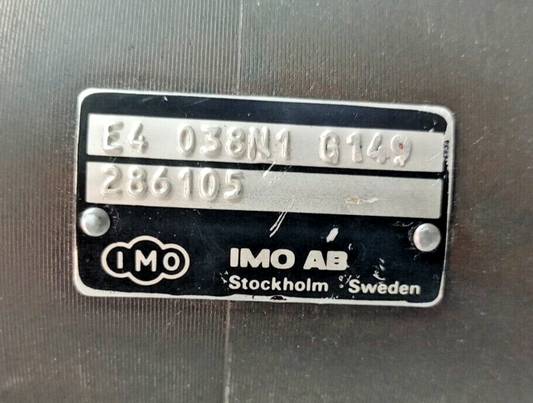 E4 038N1 G149
286105
IMO
IMO AB
Stockholm Sweden